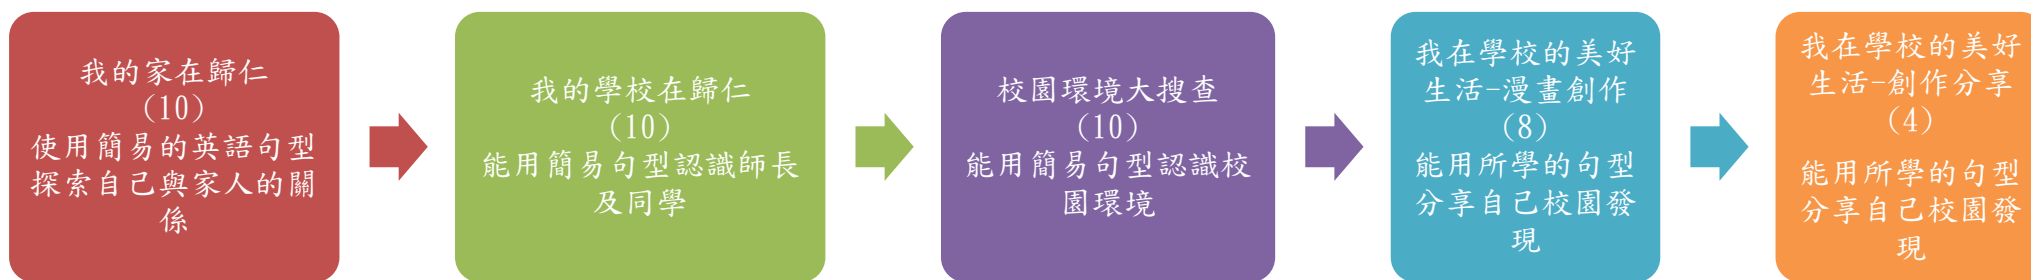 我的家在歸仁
(10)
使用簡易的英語句型
探索自己與家人的關
係
我的學校在歸仁
(10)
能用簡易句型認識師長
及同學
校園環境大搜查
(10)
能用簡易句型認識校
園環境
我在學校的美好
生活-漫畫創作
(8)
能用所學的句型
分享自己校園發
現
我在學校的美好
生活-創作分享
(4)
能用所學的句型
分享自己校園發
現